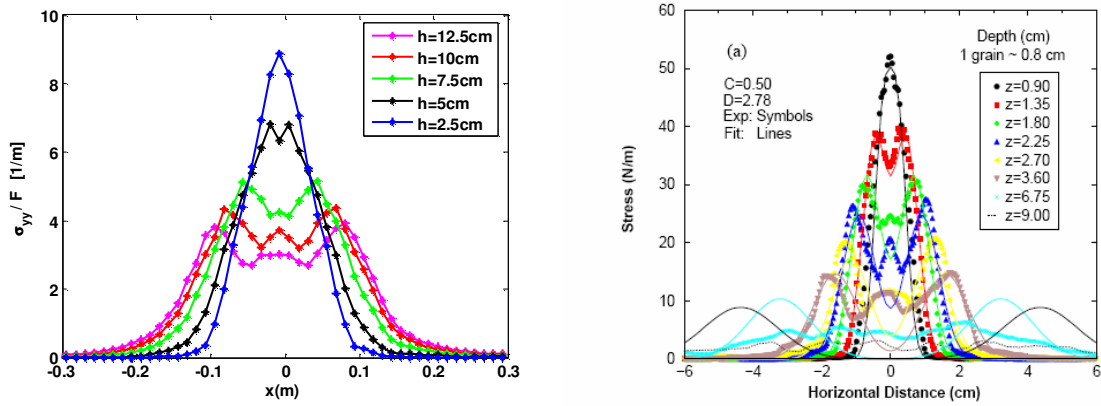 10
8
6
4
2
0
-0.3
-0.2
-0.1
0
0.1
0.2
0.3
σyy/ F [1/m]
x(m)
h=12.5cm
h=10cm
h=7.5cm
h=5cm
h=2.5cm
60
50
40
30
20
10
0
−6
−4
−2
0
2
4
6
Stress (N/m)
Horizontal Distance (cm)
(a)
C=0.50
D=2.78
Exp: Symbols
Fit: Lines
Depth (cm)
1 grain ~ 0.8 cm
z=0.90
z=1.35
z=1.80
z=2.25
z=2.70
z=3.60
z=6.75
z=9.00